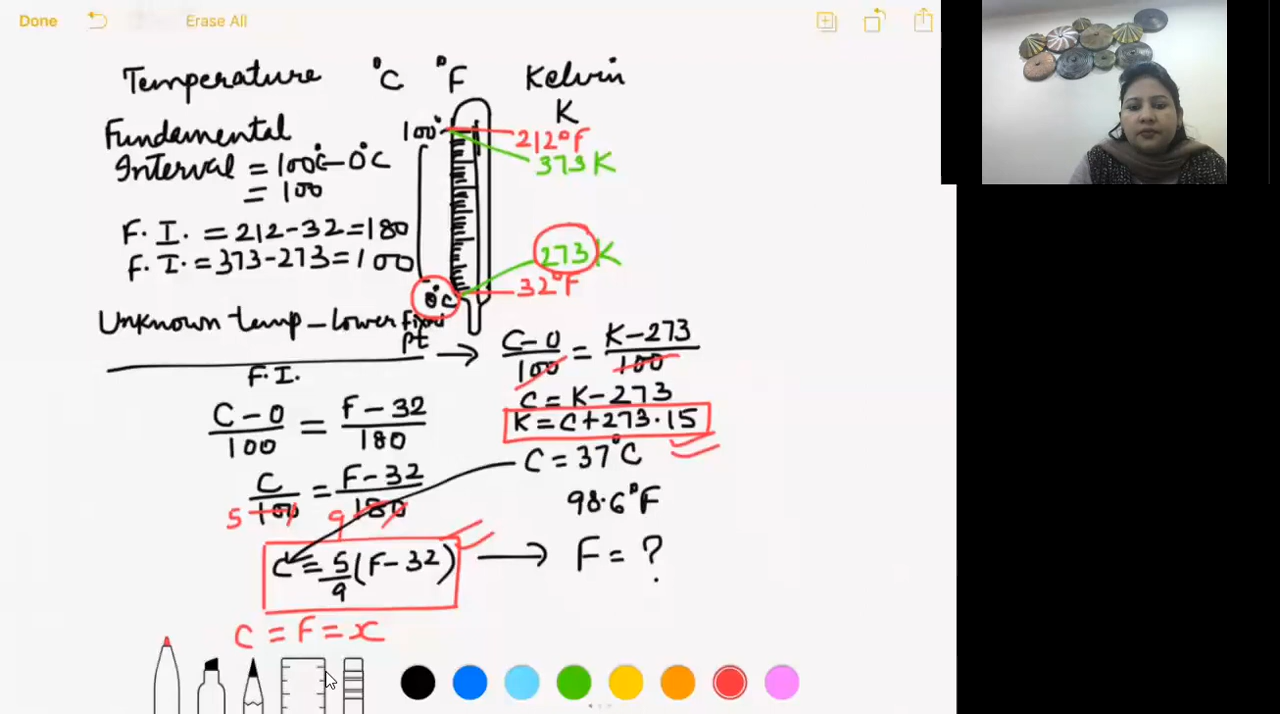 Done
Erase All
Temperature °C °F Kelvin
K
Fundamental
Interval = 100°C-0°C
= 100
100°
212°F
373 K
F. I. = 212-32=180
F. I. = 373-273=100
273 K
0°C
32°F
Unknown temp-lower fixed
pt
F. I.
C-0 = K-273
100 100
C = K-273
K = C+273.15
C-0 = F-32
100 180
C = 37°C
98.6°F
C = F-32
100 180
5 9
C = 5 (F-32)
9
F = ?
C = F = x